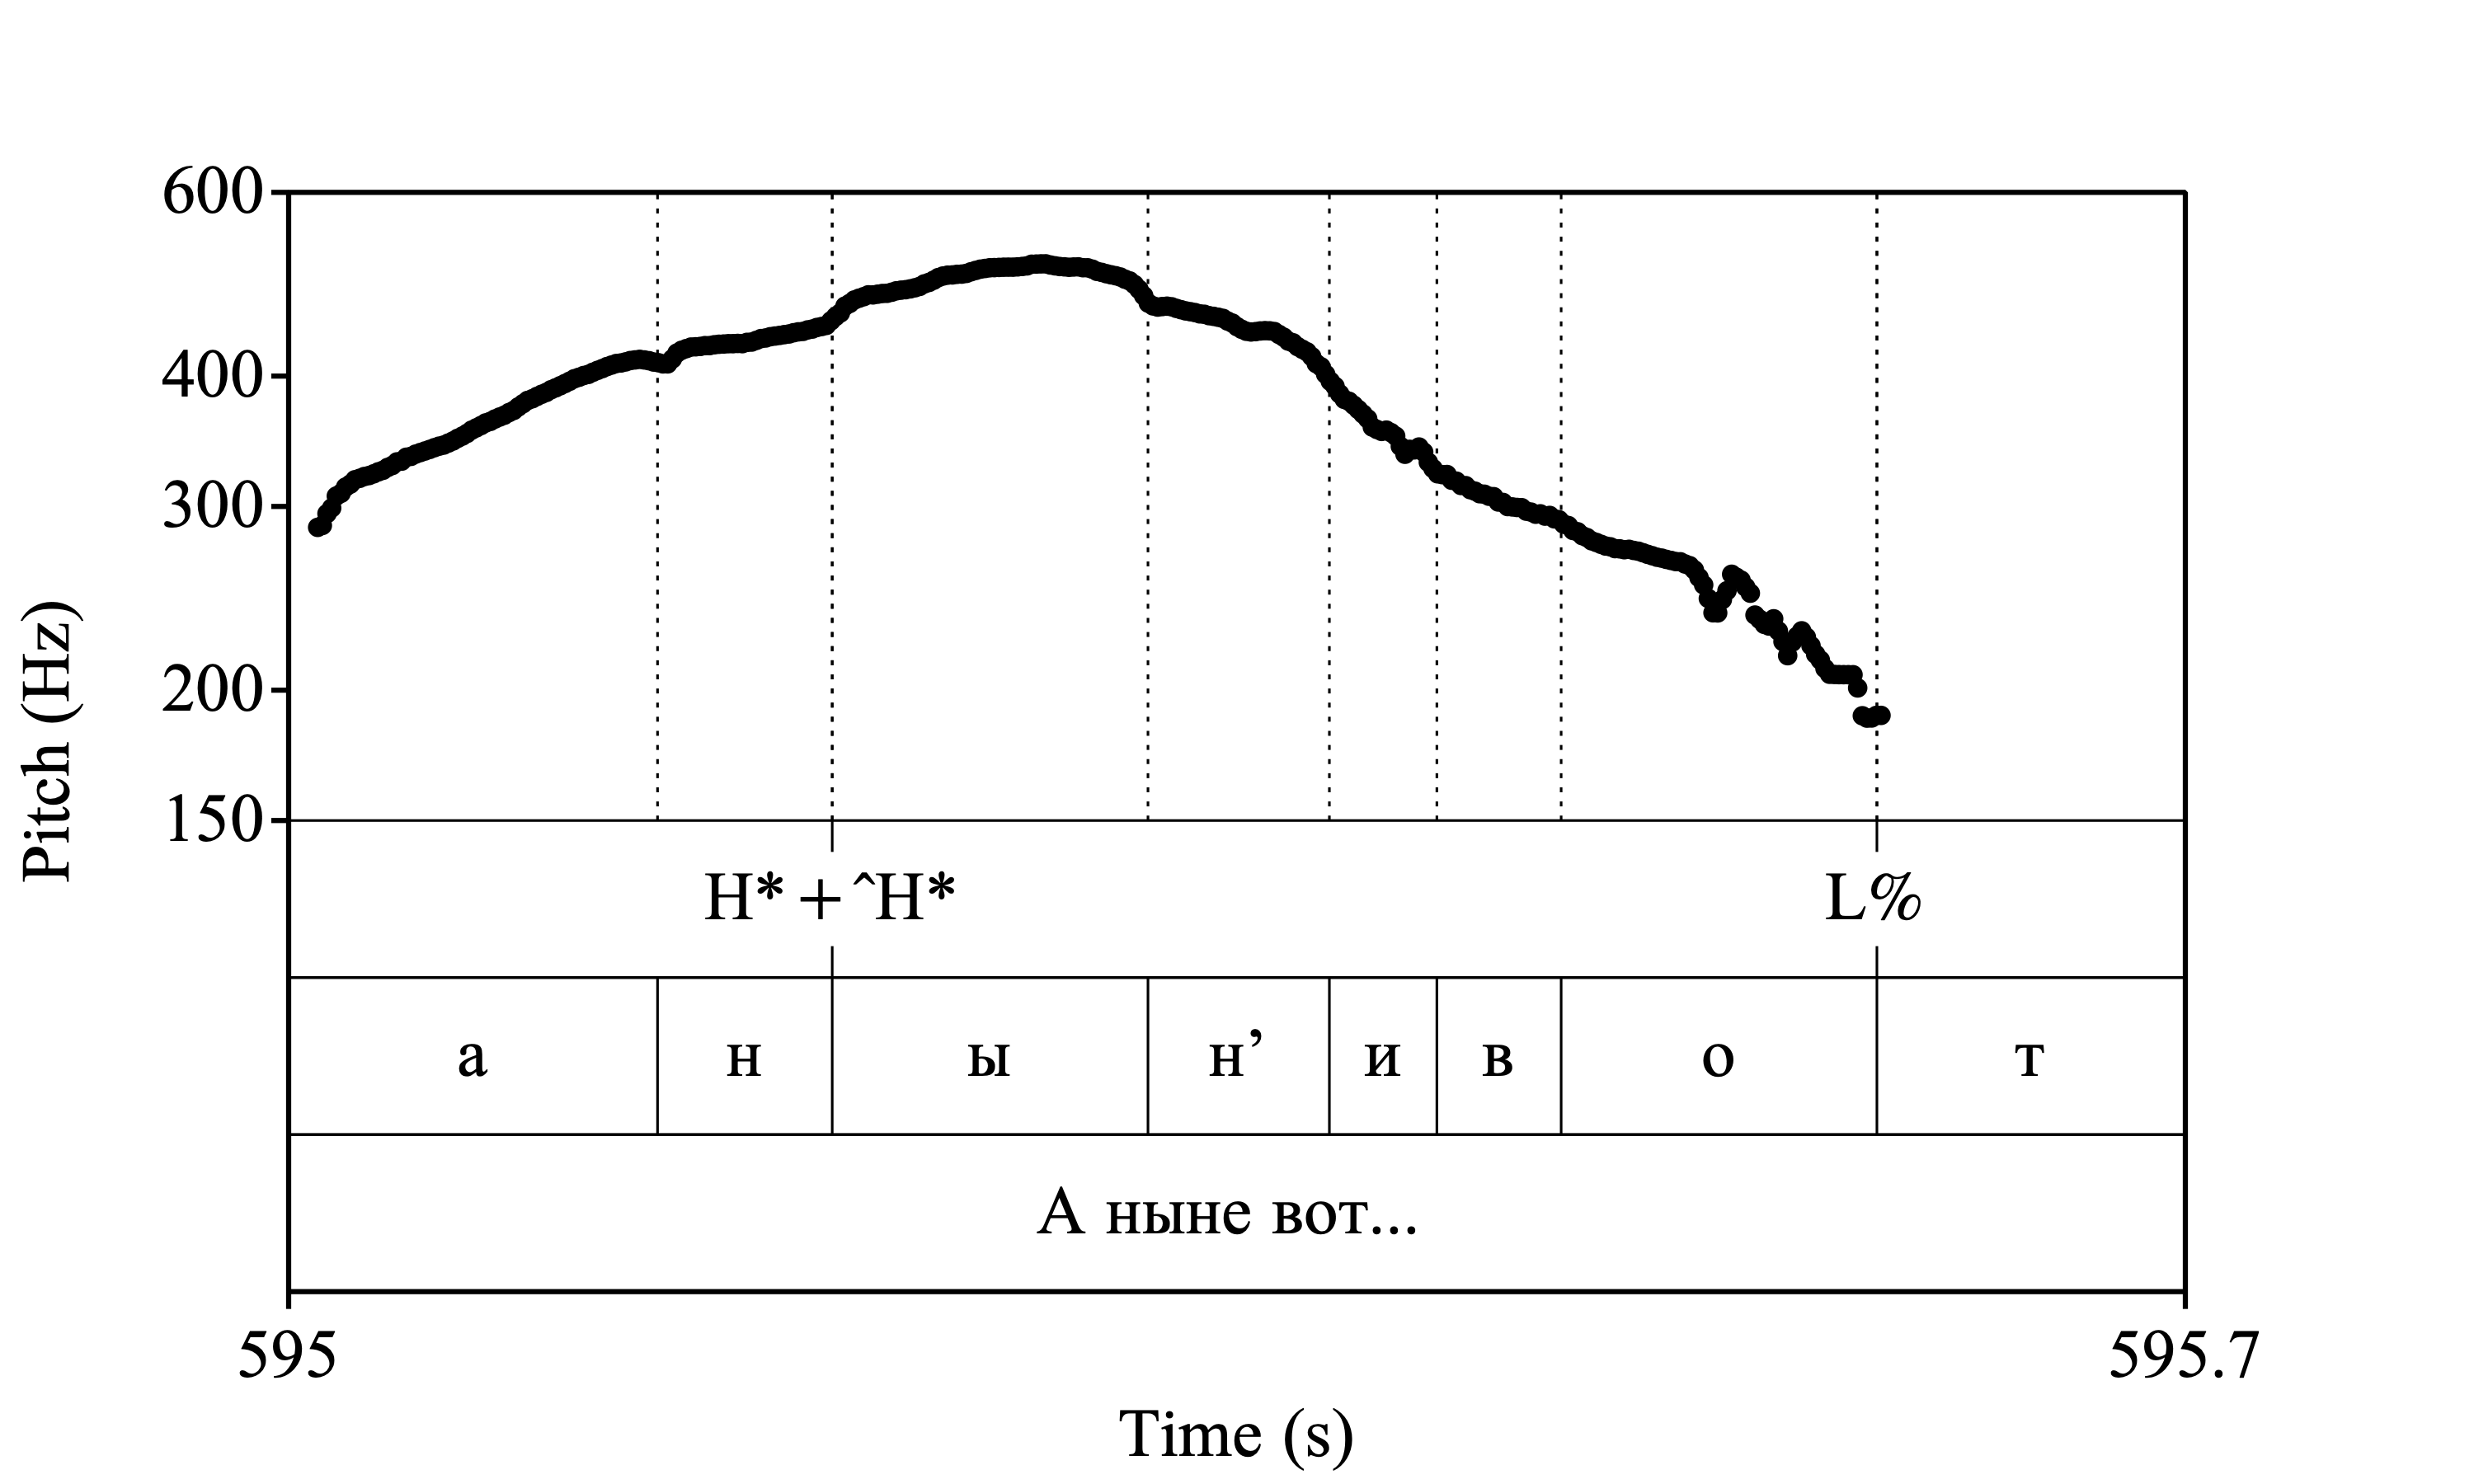 600
400
300
200
150
Pitch (Hz)
H* + ^H* L%
а н ы н’ и в о т
А ныне вот...
595 595.7
Time (s)